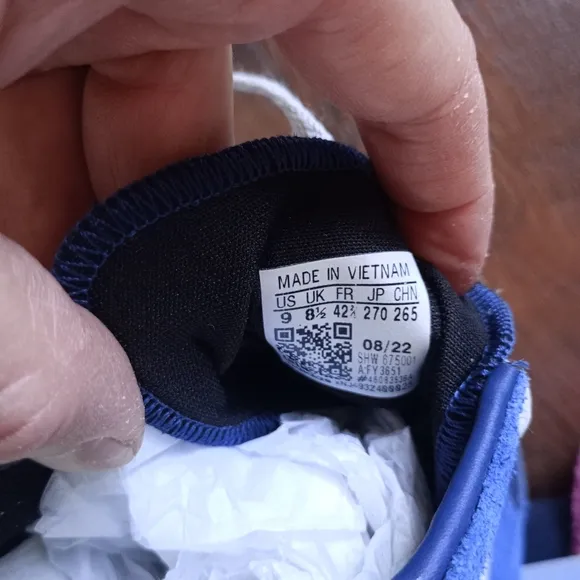 MADE IN VIETNAM
US UK FR JP CHN
9 8½ 42⅔ 270 265
08/22
SHW 675001
A:FY3651